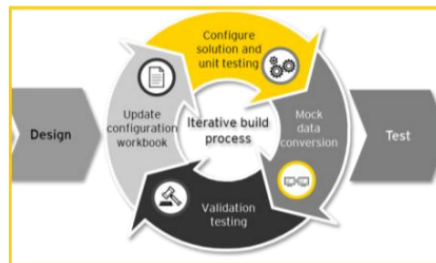 Configure
solution and
unit testing
Design
Update
configuration
workbook
Iterative build
process
Mock
data
conversion
Test
Validation
testing